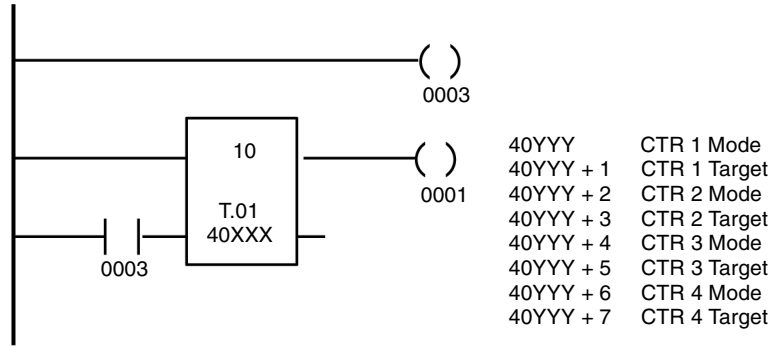 0003
10
T.01
40XXX
0001
0003
40YYY CTR 1 Mode
40YYY + 1 CTR 1 Target
40YYY + 2 CTR 2 Mode
40YYY + 3 CTR 2 Target
40YYY + 4 CTR 3 Mode
40YYY + 5 CTR 3 Target
40YYY + 6 CTR 4 Mode
40YYY + 7 CTR 4 Target